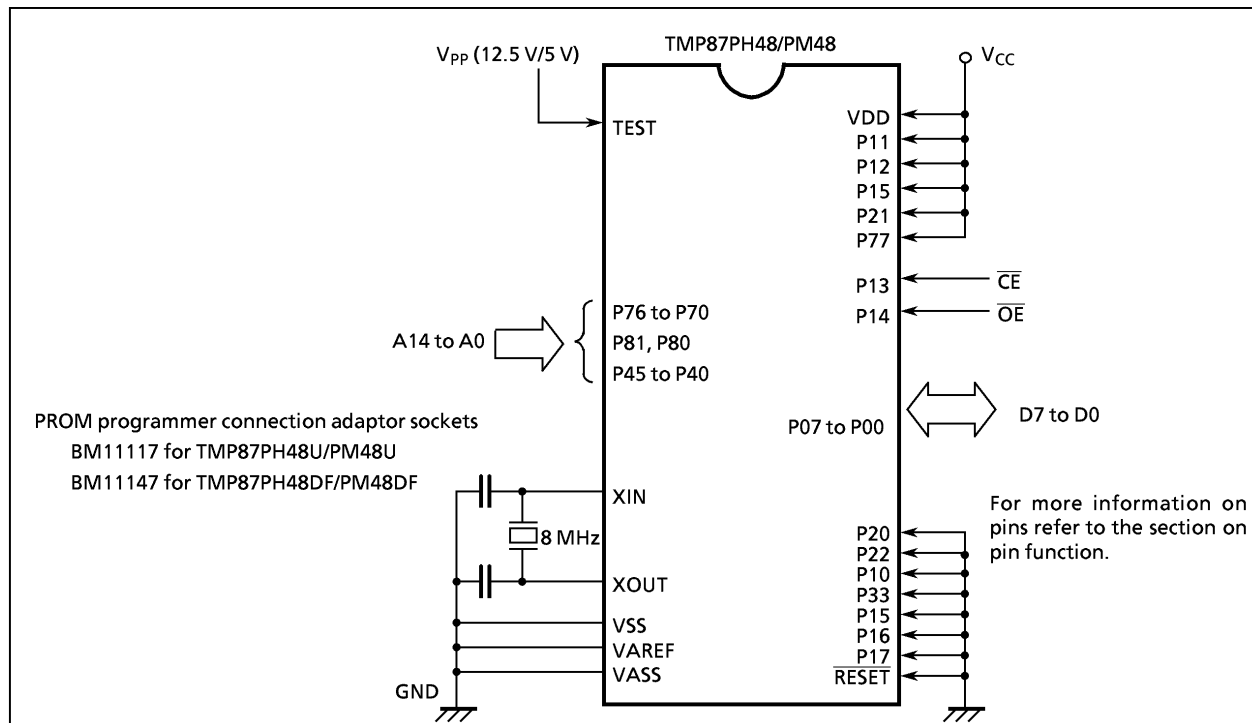 TMP87PH48/PM48
VPP (12.5 V/5 V)
VCC
TEST
VDD
P11
P12
P15
P21
P77
P13
CE
P14
OE
A14 to A0
P76 to P70
P81, P80
P45 to P40
P07 to P00
D7 to D0
PROM programmer connection adaptor sockets
BM11117 for TMP87PH48U/PM48U
BM11147 for TMP87PH48DF/PM48DF
XIN
8 MHz
XOUT
VSS
VAREF
VASS
GND
For more information on
pins refer to the section on
pin function.
P20
P22
P10
P33
P15
P16
P17
RESET